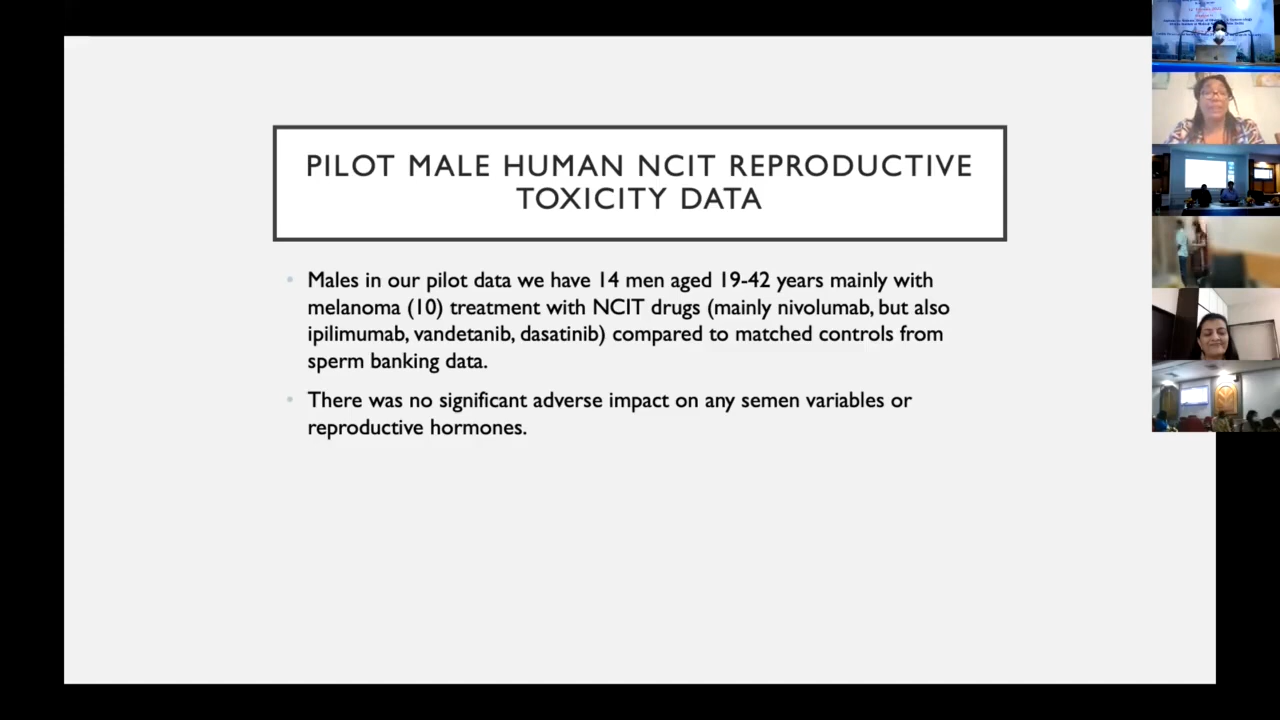 PILOT MALE HUMAN NCIT REPRODUCTIVE
TOXICITY DATA
• Males in our pilot data we have 14 men aged 19-42 years mainly with
melanoma (10) treatment with NCIT drugs (mainly nivolumab, but also
ipilimumab, vandetanib, dasatinib) compared to matched controls from
sperm banking data.
• There was no significant adverse impact on any semen variables or
reproductive hormones.